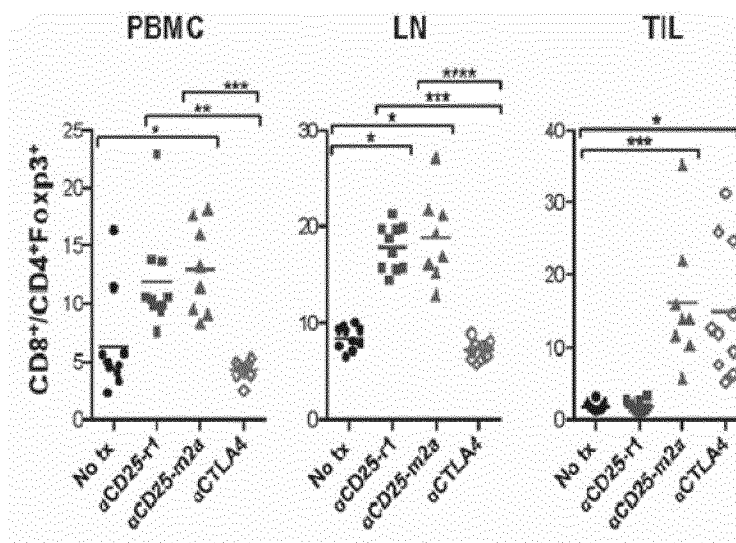 PBMC LN TIL
*** **** *
** *** ***
* *
*
CD8⁺/CD4⁺Foxp3⁺
25 30 40
20 30
15 20 20
10 10 10
5
0 0 0
No tx αCD25-r1 αCD25-m2a αCTLA4
No tx αCD25-r1 αCD25-m2a αCTLA4
No tx αCD25-r1 αCD25-m2a αCTLA4